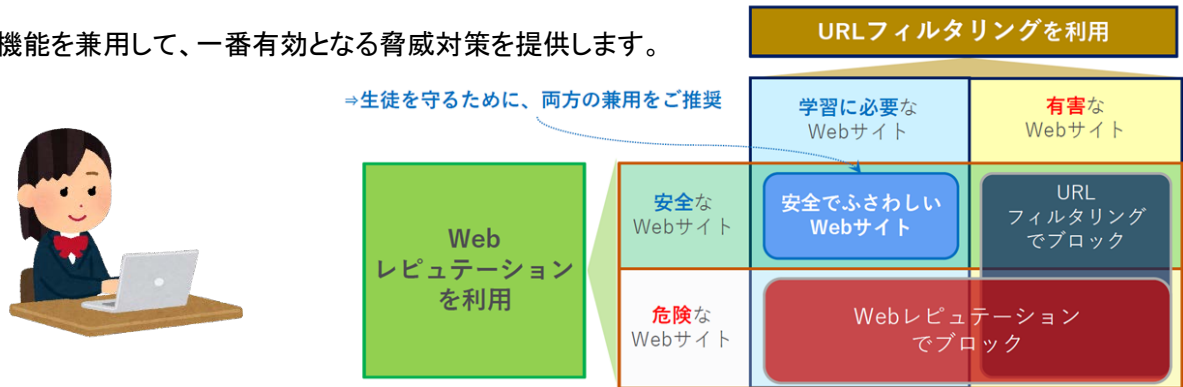 機能を兼用して、一番有効となる脅威対策を提供します。
URLフィルタリングを利用
⇒生徒を守るために、両方の兼用をご推奨
学習に必要な
Webサイト
有害な
Webサイト
Web
レピュテーション
を利用
安全な
Webサイト
安全でふさわしい
Webサイト
URL
フィルタリング
でブロック
危険な
Webサイト
Webレピュテーション
でブロック